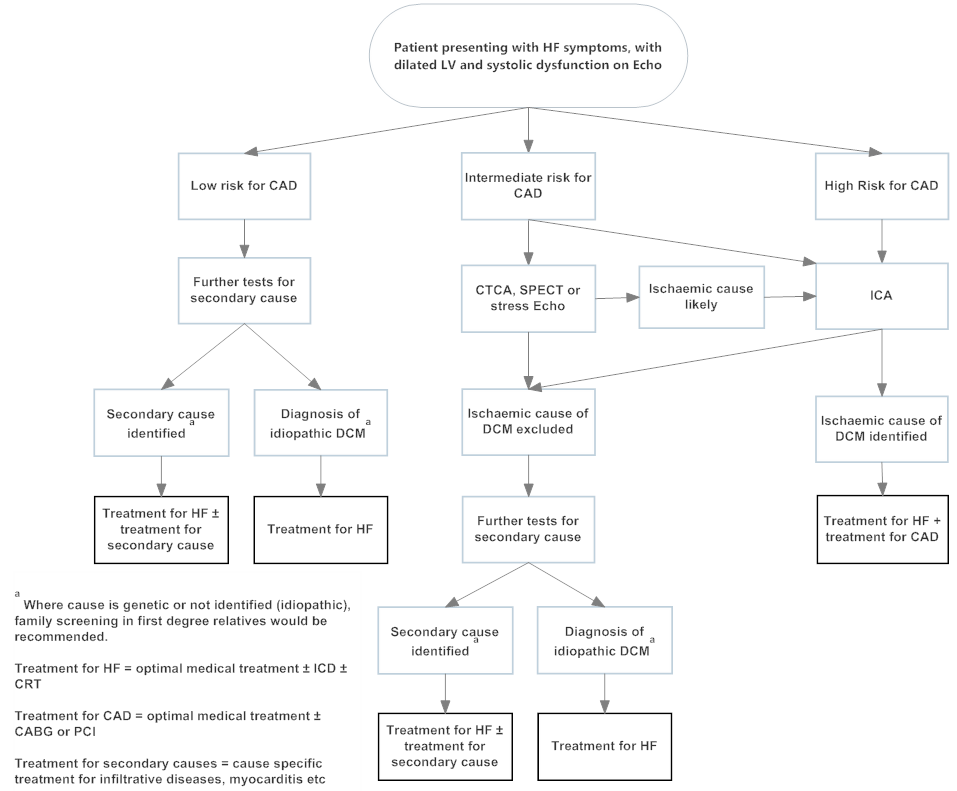 Patient presenting with HF symptoms, with
dilated LV and systolic dysfunction on Echo
Low risk for CAD
Intermediate risk for
CAD
High Risk for CAD
Further tests for
secondary cause
CTCA, SPECT or
stress Echo
Ischaemic cause
likely
ICA
Secondary cause
identified a
Diagnosis of
idiopathic DCM a
Ischaemic cause of
DCM excluded
Ischaemic cause of
DCM identified
Treatment for HF ±
treatment for
secondary cause
Treatment for HF
Further tests for
secondary cause
Treatment for HF +
treatment for CAD
a Where cause is genetic or not identified (idiopathic),
family screening in first degree relatives would be
recommended.
Treatment for HF = optimal medical treatment ± ICD ±
CRT
Treatment for CAD = optimal medical treatment ±
CABG or PCI
Treatment for secondary causes = cause specific
treatment for infiltrative diseases, myocarditis etc
Secondary cause
identified a
Diagnosis of
idiopathic DCM a
Treatment for HF ±
treatment for
secondary cause
Treatment for HF